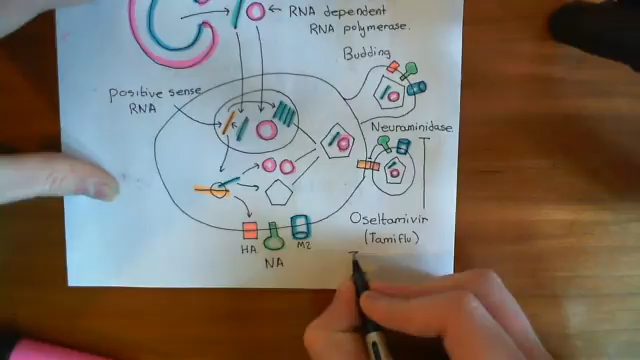 RNA dependent
RNA polymerase.
Budding
positive sense
RNA
Neuraminidase
Oseltamivir
(Tamiflu)
HA
NA
M2